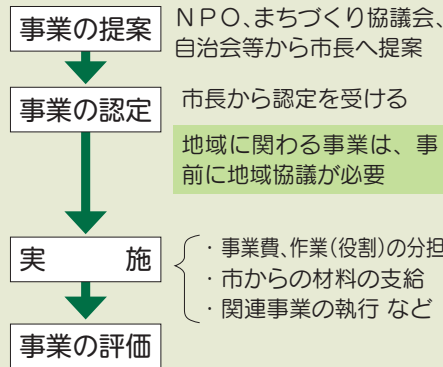 事業の提案
NPO、まちづくり協議会、
自治会等から市長へ提案
事業の認定
市長から認定を受ける
地域に関わる事業は、事
前に地域協議が必要
実　　施
・事業費、作業（役割）の分担
・市からの材料の支給
・関連事業の執行 など
事業の評価